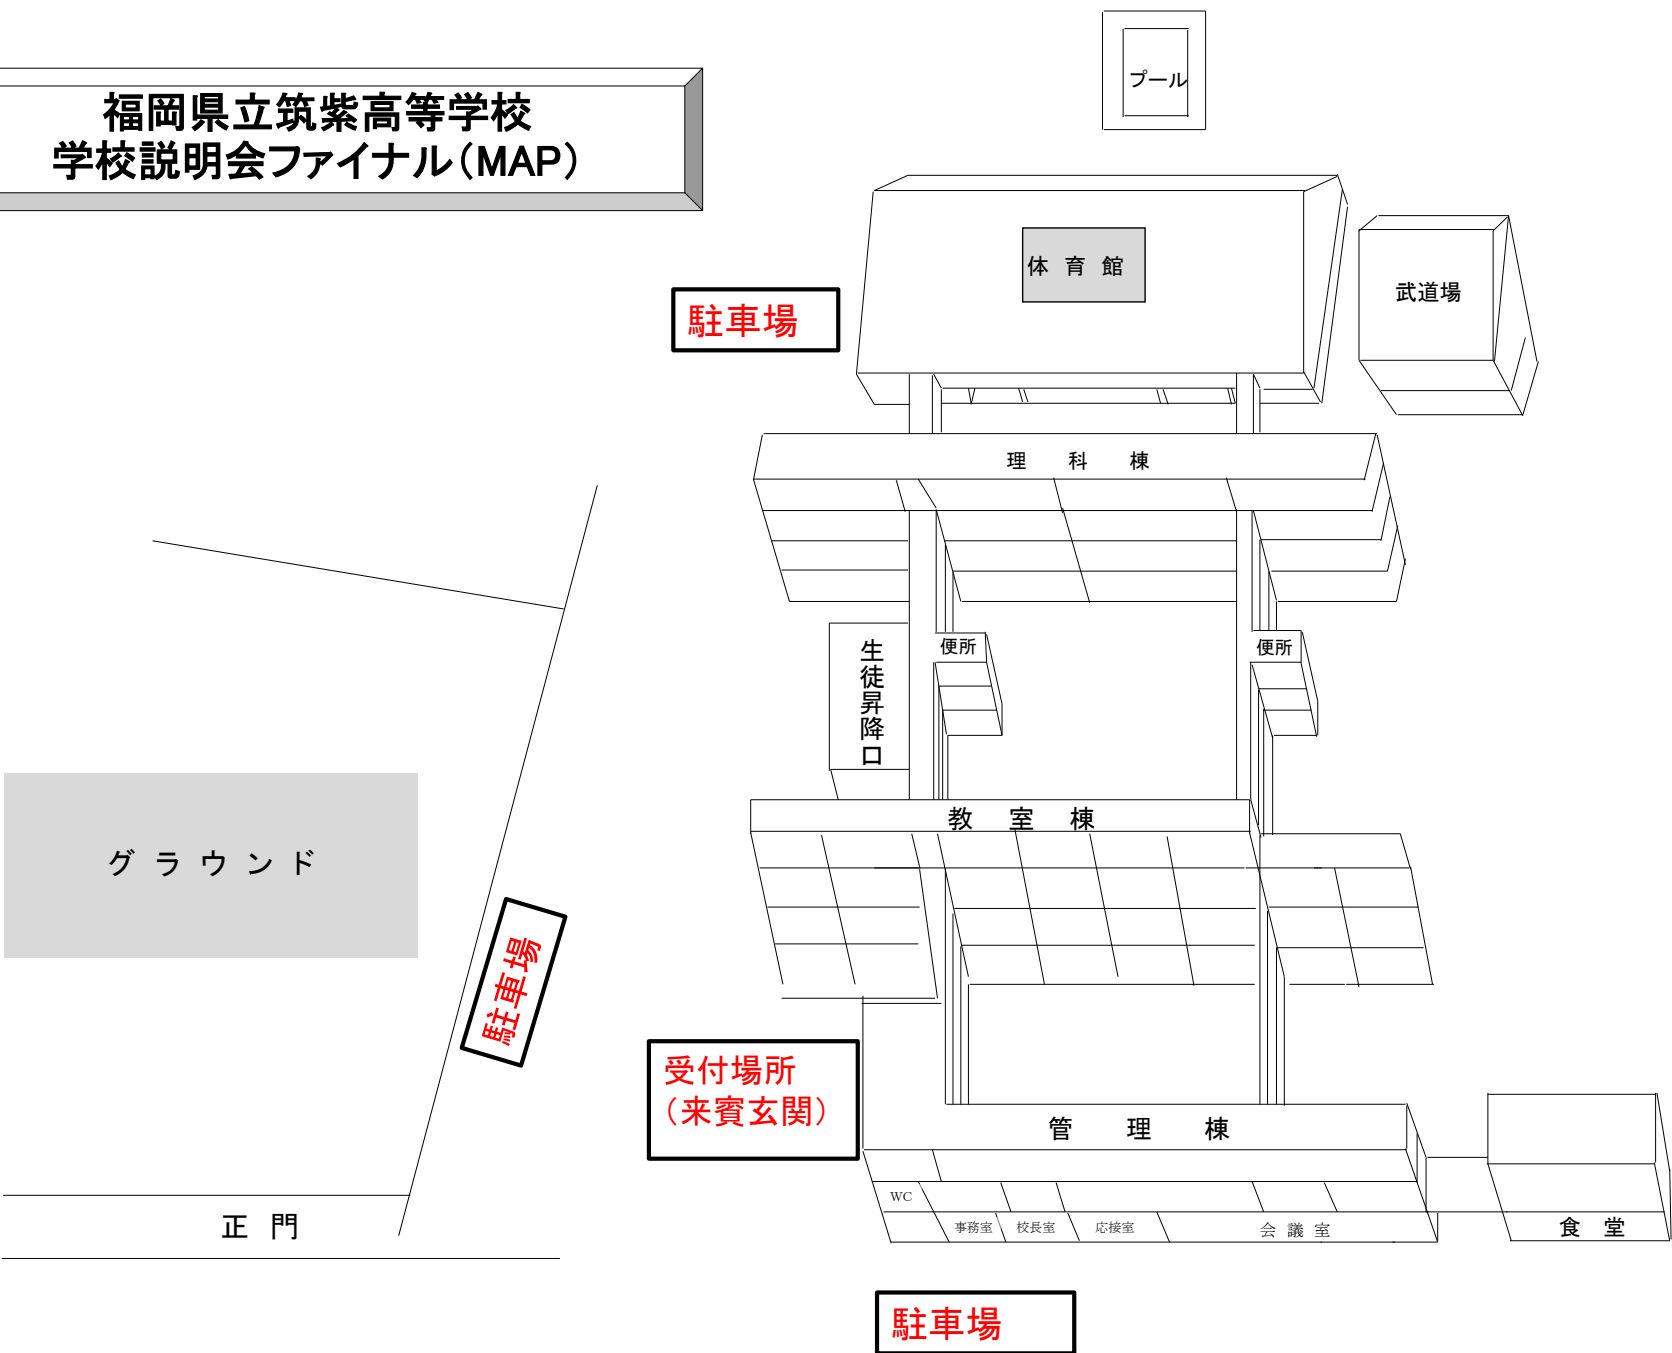 プール
福岡県立筑紫高等学校
学校説明会ファイナル(MAP)
体 育 館
武道場
駐車場
理 科 棟
便所
便所
生徒昇降口
教 室 棟
グ ラ ウ ン ド
駐車場
受付場所
(来賓玄関)
管 理 棟
WC
事務室
校長室
応接室
会 議 室
食 堂
正 門
駐車場